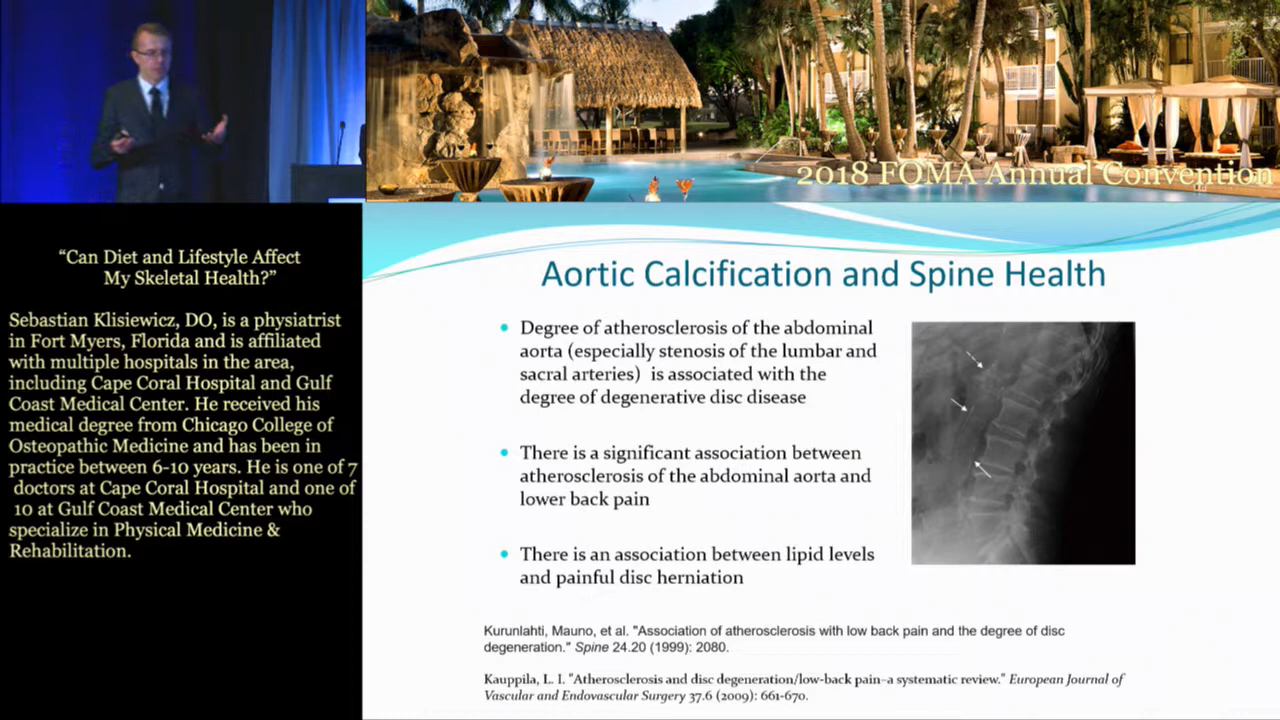 2018 FOMA Annual Convention
“Can Diet and Lifestyle Affect
My Skeletal Health?”
Sebastian Klisiewicz, DO, is a physiatrist
in Fort Myers, Florida and is affiliated
with multiple hospitals in the area,
including Cape Coral Hospital and Gulf
Coast Medical Center. He received his
medical degree from Chicago College of
Osteopathic Medicine and has been in
practice between 6-10 years. He is one of 7
doctors at Cape Coral Hospital and one of
10 at Gulf Coast Medical Center who
specialize in Physical Medicine &
Rehabilitation.
Aortic Calcification and Spine Health
• Degree of atherosclerosis of the abdominal
aorta (especially stenosis of the lumbar and
sacral arteries) is associated with the
degree of degenerative disc disease
• There is a significant association between
atherosclerosis of the abdominal aorta and
lower back pain
• There is an association between lipid levels
and painful disc herniation
Kurunlahti, Mauno, et al. "Association of atherosclerosis with low back pain and the degree of disc
degeneration." Spine 24.20 (1999): 2080.
Kauppila, L. I. "Atherosclerosis and disc degeneration/low-back pain–a systematic review." European Journal of
Vascular and Endovascular Surgery 37.6 (2009): 661-670.